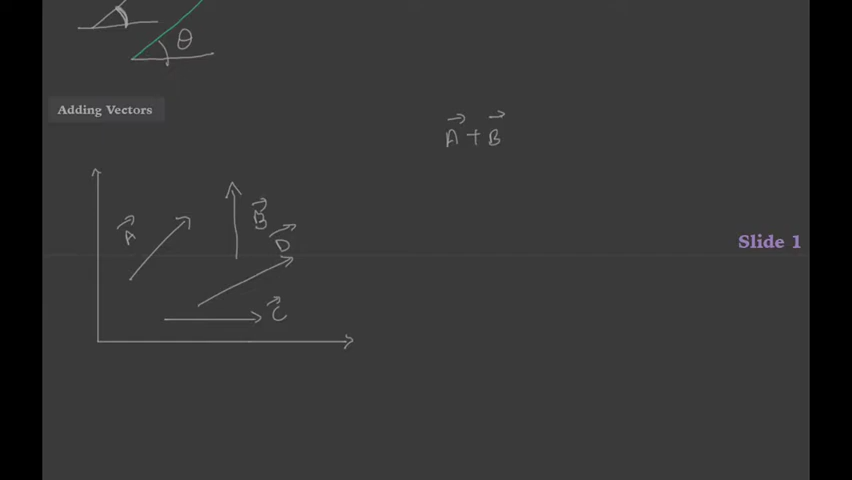 θ
Adding Vectors
A⃗ + B⃗
A⃗
B⃗
D⃗
Slide 1
C⃗